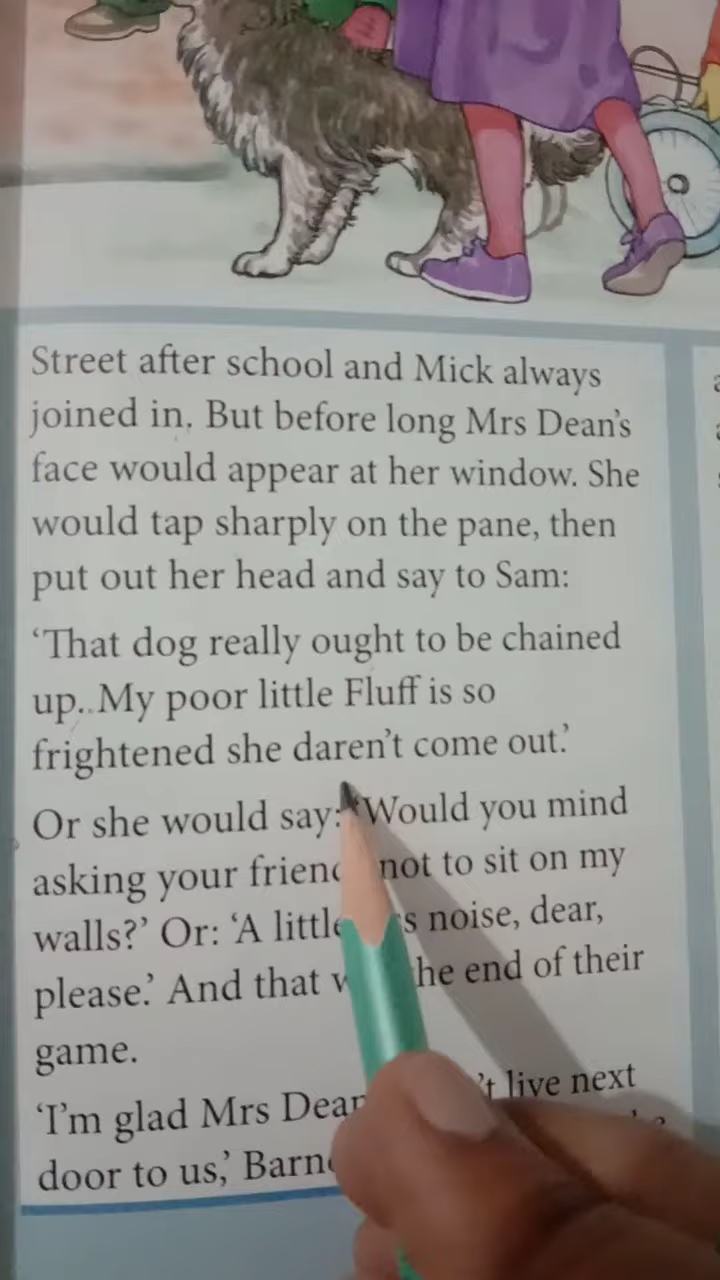 Street after school and Mick always
joined in. But before long Mrs Dean's
face would appear at her window. She
would tap sharply on the pane, then
put out her head and say to Sam:
'That dog really ought to be chained
up. My poor little Fluff is so
frightened she daren't come out.'
Or she would say: 'Would you mind
asking your friend not to sit on my
walls?' Or: 'A little noise, dear,
please.' And that the end of their
game.
'I'm glad Mrs Dean live next
door to us,'